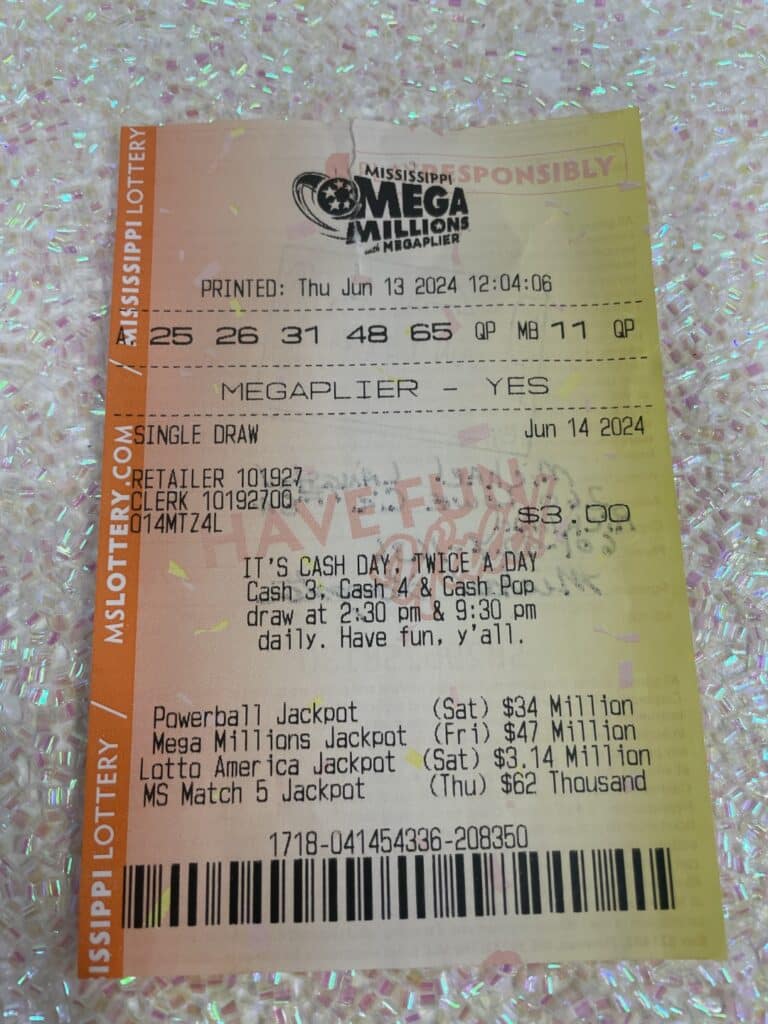 RESPONSIBLY
MISSISSIPPI
MEGA
MILLIONS
with MEGAPLIER
PRINTED: Thu Jun 13 2024 12:04:06
A 25 26 31 48 65 QP MB 11 QP
MEGAPLIER - YES
SINGLE DRAW Jun 14 2024
RETAILER 101927
CLERK 10192700
014MTZ4L $3.00
HAVE FUN
IT'S CASH DAY, TWICE A DAY
Cash 3, Cash 4 & Cash Pop
draw at 2:30 pm & 9:30 pm
daily. Have fun, y'all.
Powerball Jackpot (Sat) $34 Million
Mega Millions Jackpot (Fri) $47 Million
Lotto America Jackpot (Sat) $3.14 Million
MS Match 5 Jackpot (Thu) $62 Thousand
1718-041454336-208350
ISSIPPI LOTTERY / MSLOTTERY.COM / MISSISSIPPI LOTTERY